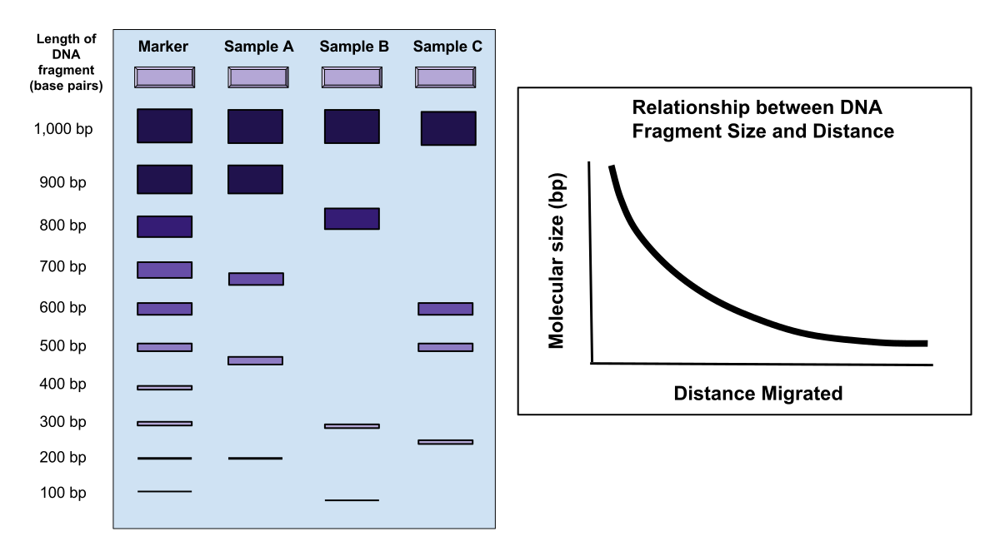 Length of
DNA
fragment
(base pairs)
Marker
Sample A
Sample B
Sample C
1,000 bp
900 bp
800 bp
700 bp
600 bp
500 bp
400 bp
300 bp
200 bp
100 bp
Relationship between DNA
Fragment Size and Distance
Molecular size (bp)
Distance Migrated